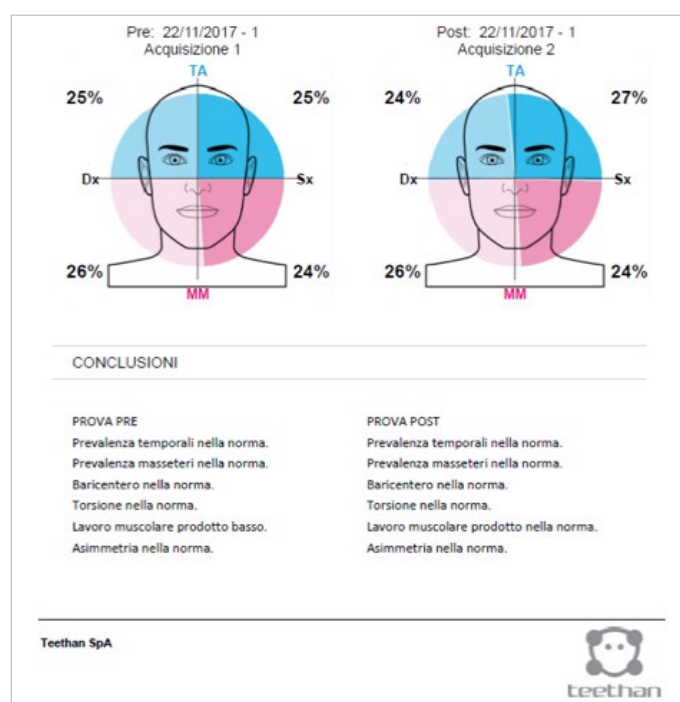 Pre: 22/11/2017 - 1
Acquisizione 1
TA
25%
25%
Dx
Sx
26%
24%
MM
Post: 22/11/2017 - 1
Acquisizione 2
TA
24%
27%
Dx
Sx
26%
24%
MM
CONCLUSIONI
PROVA PRE
Prevalenza temporali nella norma.
Prevalenza masseteri nella norma.
Baricentero nella norma.
Torsione nella norma.
Lavoro muscolare prodotto basso.
Asimmetria nella norma.
PROVA POST
Prevalenza temporali nella norma.
Prevalenza masseteri nella norma.
Baricentero nella norma.
Torsione nella norma.
Lavoro muscolare prodotto nella norma.
Asimmetria nella norma.
Teethan SpA
teethan